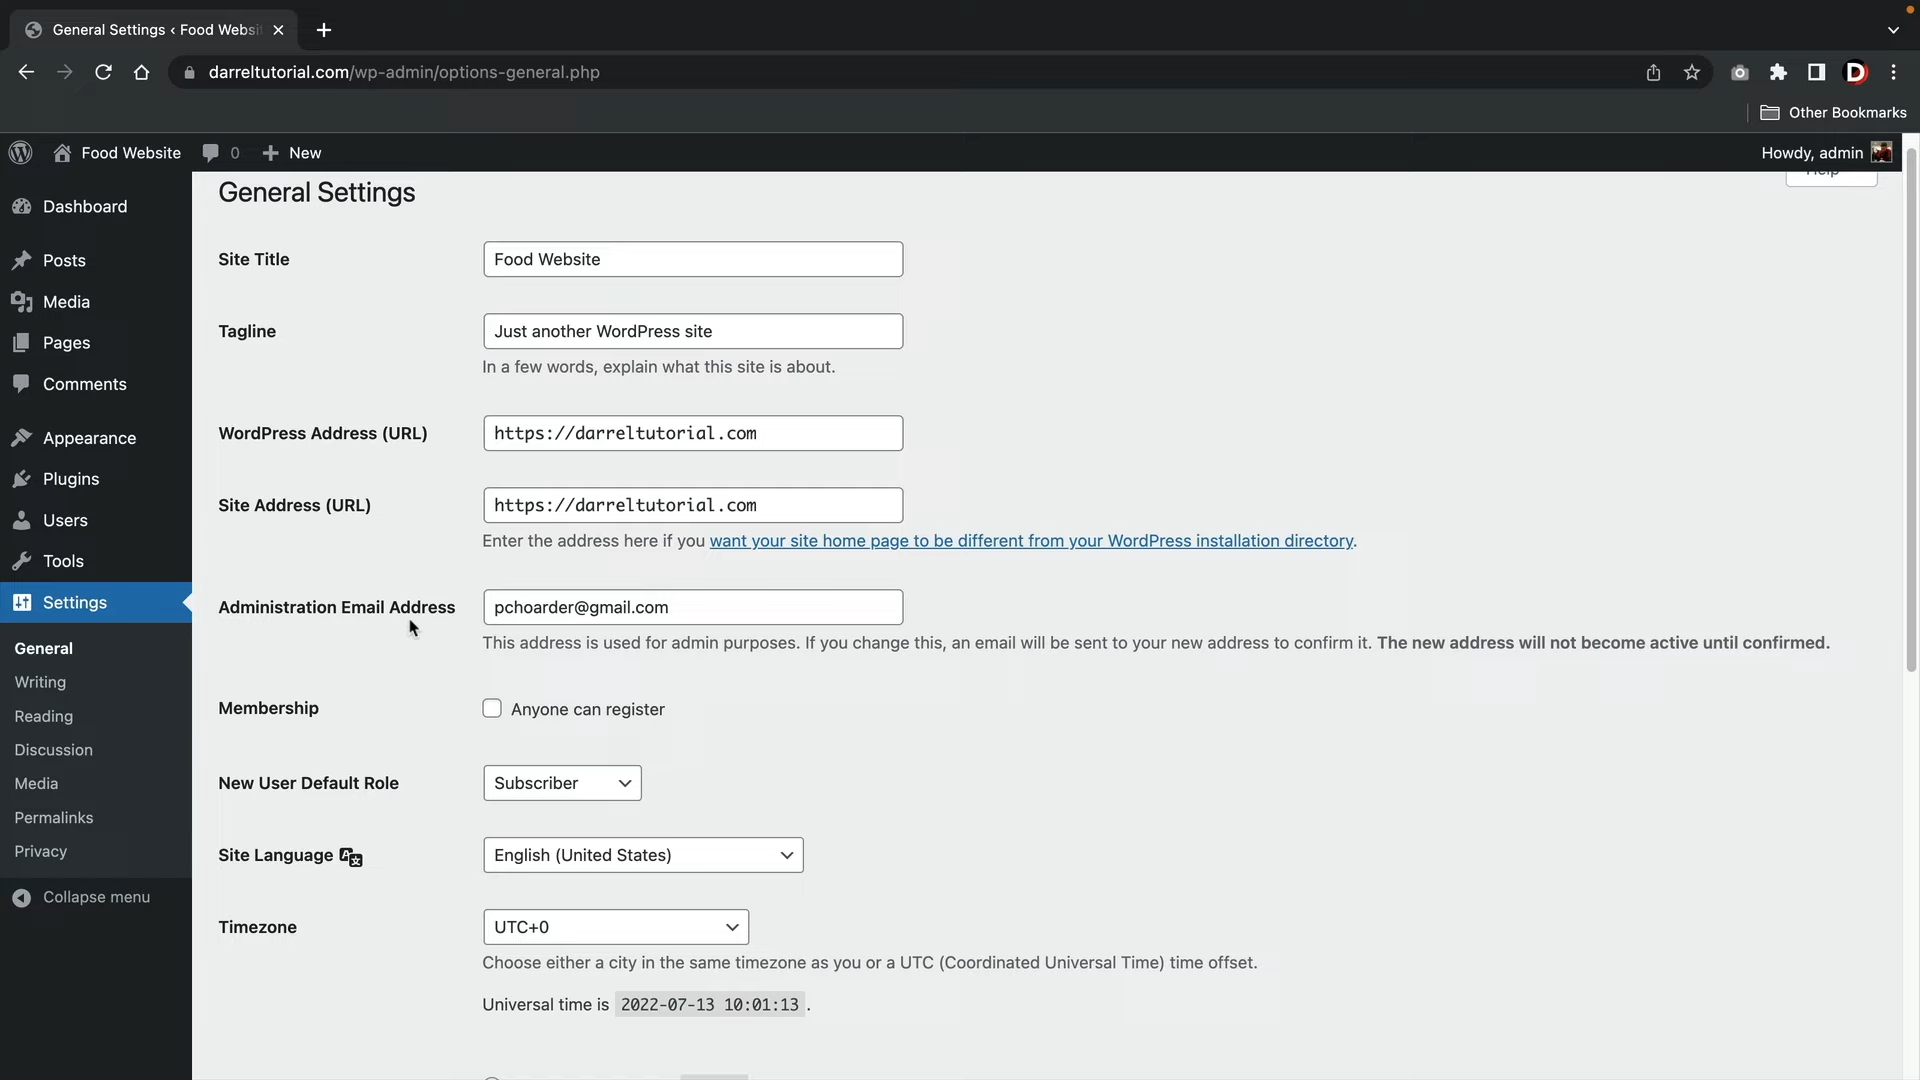 General Settings ‹ Food Websi
darreltutorial.com/wp-admin/options-general.php
Other Bookmarks
Food Website
0
New
Howdy, admin
Help
Dashboard
Posts
Media
Pages
Comments
Appearance
Plugins
Users
Tools
Settings
General
Writing
Reading
Discussion
Media
Permalinks
Privacy
Collapse menu
General Settings
Site Title
Food Website
Tagline
Just another WordPress site
In a few words, explain what this site is about.
WordPress Address (URL)
https://darreltutorial.com
Site Address (URL)
https://darreltutorial.com
Enter the address here if you want your site home page to be different from your WordPress installation directory.
Administration Email Address
pchoarder@gmail.com
This address is used for admin purposes. If you change this, an email will be sent to your new address to confirm it. The new address will not become active until confirmed.
Membership
Anyone can register
New User Default Role
Subscriber
Site Language
English (United States)
Timezone
UTC+0
Choose either a city in the same timezone as you or a UTC (Coordinated Universal Time) time offset.
Universal time is 2022-07-13 10:01:13 .